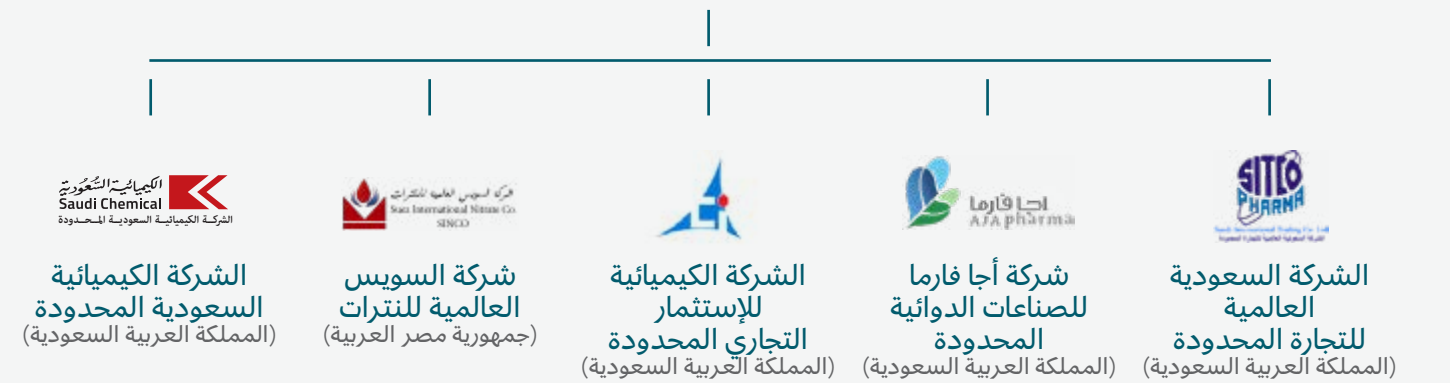 SITCO
PHARMA
الشركة السعودية
العالمية
للتجارة المحدودة
(المملكة العربية السعودية)
اجا فارما
AJA pharma
شركة أجا فارما
للصناعات الدوائية
المحدودة
(المملكة العربية السعودية)
الشركة الكيميائية
للإستثمار
التجاري المحدودة
(المملكة العربية السعودية)
شركة السويس العالمية للنترات
Suez International Nitrate Co.
SINCO
شركة السويس
العالمية للنترات
(جمهورية مصر العربية)
الكيميائية السعودية
Saudi Chemical
الشركة الكيميائية السعودية المحدودة
الشركة الكيميائية
السعودية المحدودة
(المملكة العربية السعودية)